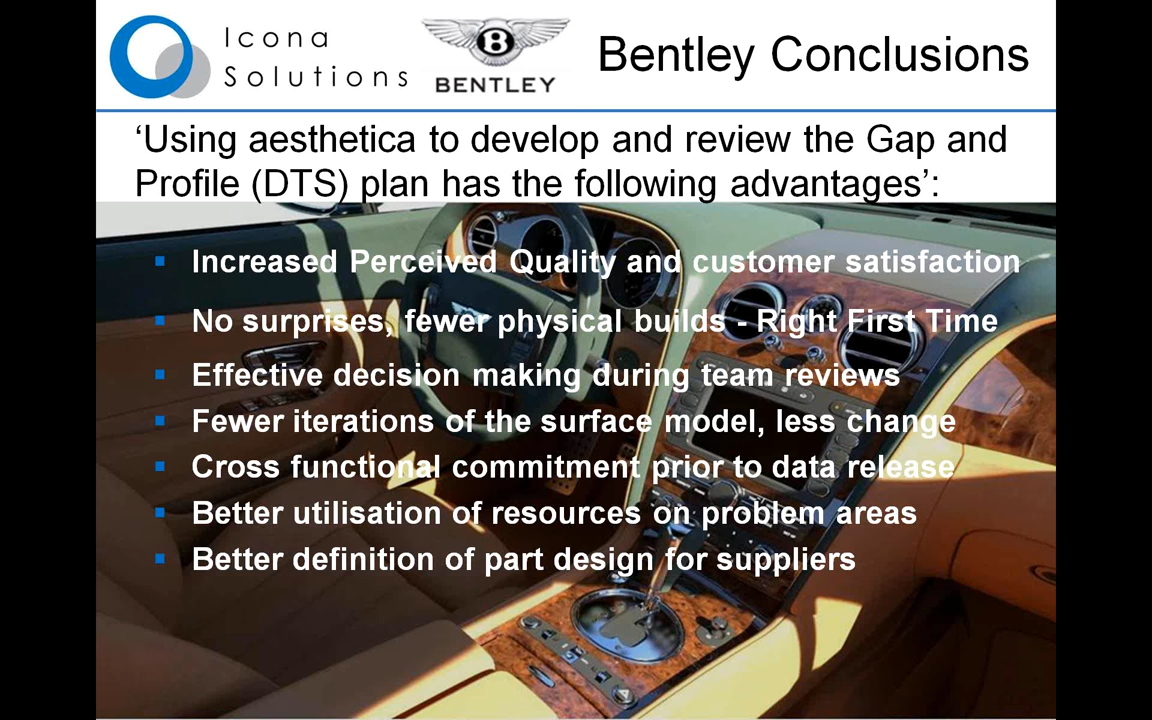 Icona
Solutions
B
BENTLEY
Bentley Conclusions
‘Using aesthetica to develop and review the Gap and
Profile (DTS) plan has the following advantages’:
▪ Increased Perceived Quality and customer satisfaction
▪ No surprises, fewer physical builds - Right First Time
▪ Effective decision making during team reviews
▪ Fewer iterations of the surface model, less change
▪ Cross functional commitment prior to data release
▪ Better utilisation of resources on problem areas
▪ Better definition of part design for suppliers